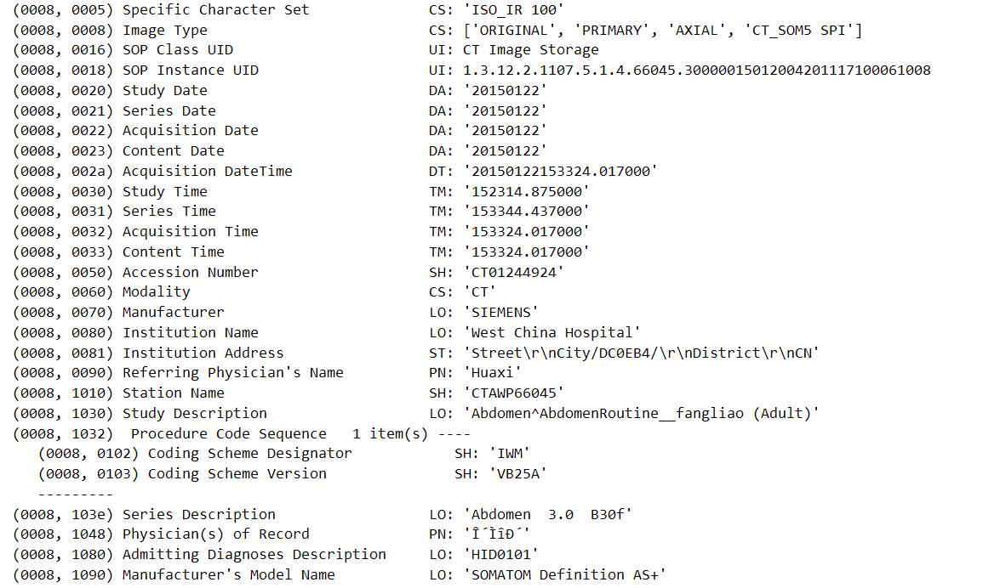 (0008, 0005) Specific Character Set CS: 'ISO_IR 100'
(0008, 0008) Image Type CS: ['ORIGINAL', 'PRIMARY', 'AXIAL', 'CT_SOM5 SPI']
(0008, 0016) SOP Class UID UI: CT Image Storage
(0008, 0018) SOP Instance UID UI: 1.3.12.2.1107.5.1.4.66045.30000015012004201117100061008
(0008, 0020) Study Date DA: '20150122'
(0008, 0021) Series Date DA: '20150122'
(0008, 0022) Acquisition Date DA: '20150122'
(0008, 0023) Content Date DA: '20150122'
(0008, 002a) Acquisition DateTime DT: '20150122153324.017000'
(0008, 0030) Study Time TM: '152314.875000'
(0008, 0031) Series Time TM: '153344.437000'
(0008, 0032) Acquisition Time TM: '153324.017000'
(0008, 0033) Content Time TM: '153324.017000'
(0008, 0050) Accession Number SH: 'CT01244924'
(0008, 0060) Modality CS: 'CT'
(0008, 0070) Manufacturer LO: 'SIEMENS'
(0008, 0080) Institution Name LO: 'West China Hospital'
(0008, 0081) Institution Address ST: 'Street\r\nCity/DC0EB4/\r\nDistrict\r\nCN'
(0008, 0090) Referring Physician's Name PN: 'Huaxi'
(0008, 1010) Station Name SH: 'CTAWP66045'
(0008, 1030) Study Description LO: 'Abdomen^AbdomenRoutine__fangliao (Adult)'
(0008, 1032) Procedure Code Sequence 1 item(s) ----
(0008, 0102) Coding Scheme Designator SH: 'IWM'
(0008, 0103) Coding Scheme Version SH: 'VB25A'
---------
(0008, 103e) Series Description LO: 'Abdomen 3.0 B30f'
(0008, 1048) Physician(s) of Record PN: 'Î´ÌîÐ´'
(0008, 1080) Admitting Diagnoses Description LO: 'HID0101'
(0008, 1090) Manufacturer's Model Name LO: 'SOMATOM Definition AS+'